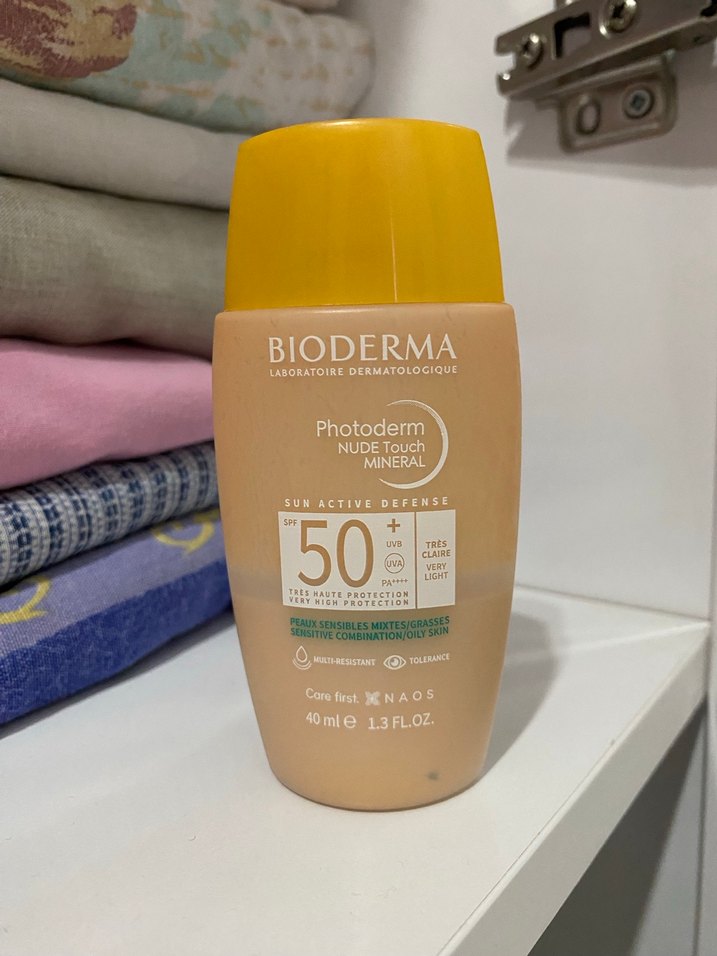 BIODERMA
LABORATOIRE DERMATOLOGIQUE
Photoderm
NUDE Touch
MINERAL
SUN ACTIVE DEFENSE
SPF 50+
UVB
UVA
PA++++
TRÈS HAUTE PROTECTION
VERY HIGH PROTECTION
TRÈS
CLAIRE
VERY
LIGHT
PEAUX SENSIBLES MIXTES/GRASSES
SENSITIVE COMBINATION/OILY SKIN
MULTI-RESISTANT TOLERANCE
Care first. NAOS
40 ml ℮ 1.3 FL.OZ.